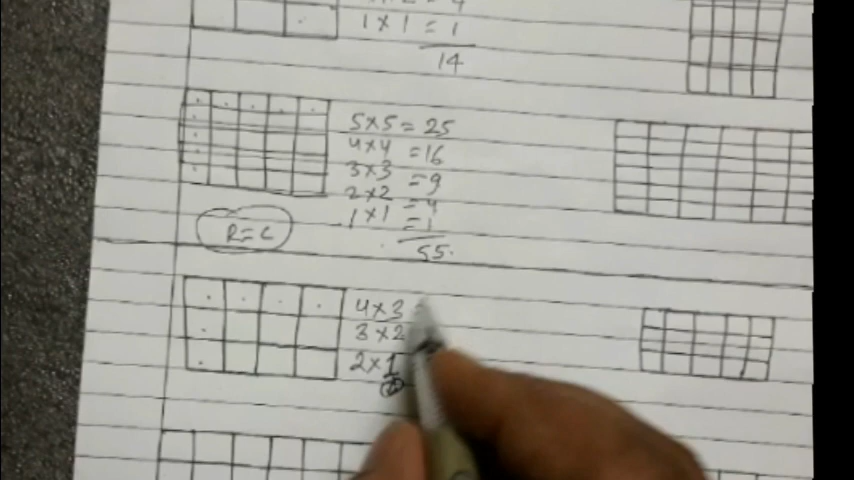 1 × 1 = 1
14
5×5 = 25
4×4 = 16
3×3 = 9
2×2 = 4
1×1 = 1
55.
R=C
4×3 =
3×2
2×1